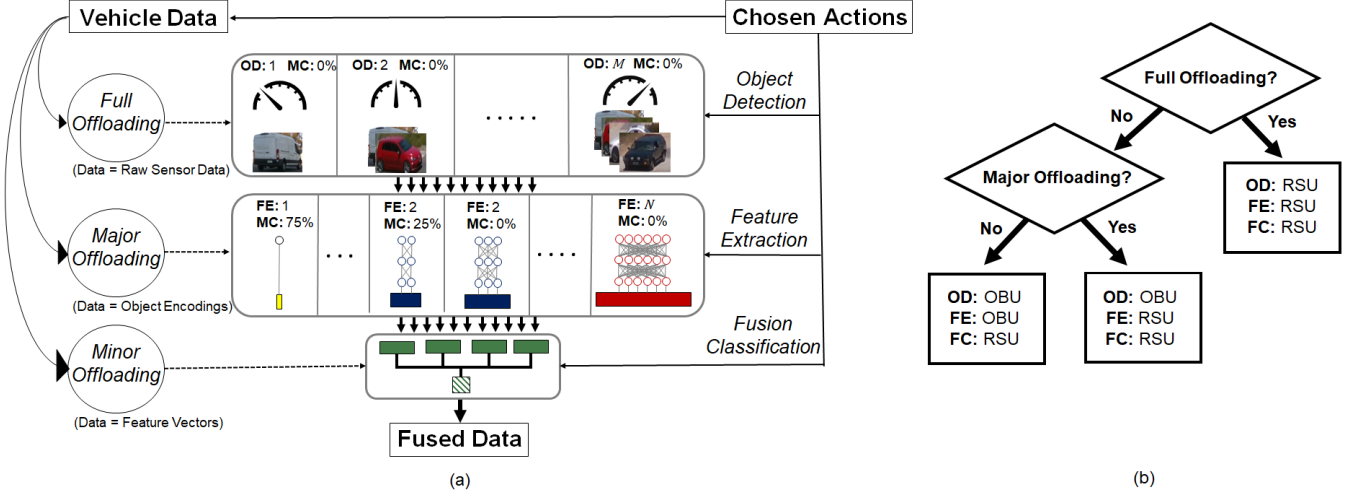 Vehicle Data
Chosen Actions
OD: 1 MC: 0%
OD: 2 MC: 0%
. . . . .
OD: M MC: 0%
Full
Offloading
(Data = Raw Sensor Data)
Object
Detection
FE: 1
MC: 75%
. . .
FE: 2
MC: 25%
FE: 2
MC: 0%
. . . .
FE: N
MC: 0%
Major
Offloading
(Data = Object Encodings)
Feature
Extraction
Minor
Offloading
(Data = Feature Vectors)
Fusion
Classification
Fused Data
(a)
Full Offloading?
No
Yes
Major Offloading?
OD: RSU
FE: RSU
FC: RSU
No
Yes
OD: OBU
FE: OBU
FC: RSU
OD: OBU
FE: RSU
FC: RSU
(b)